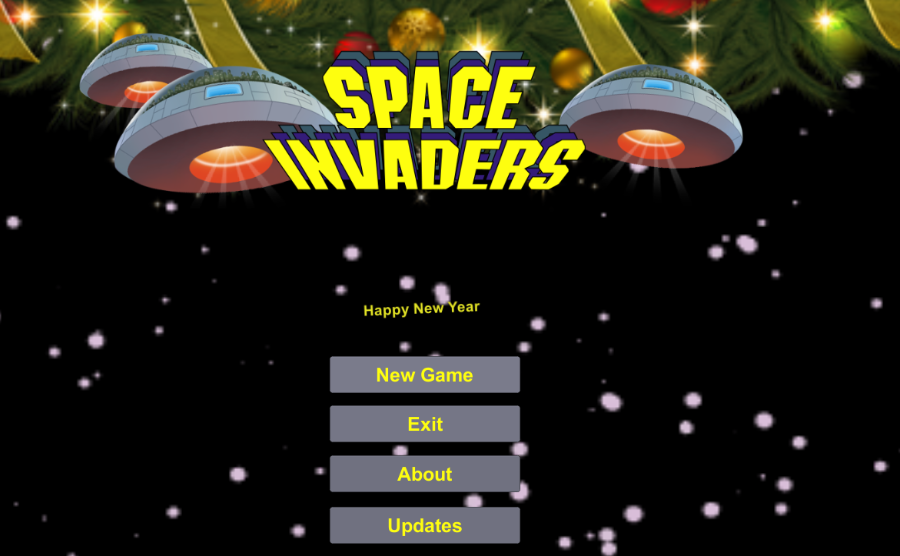 SPACE
INVADERS
Happy New Year
New Game
Exit
About
Updates